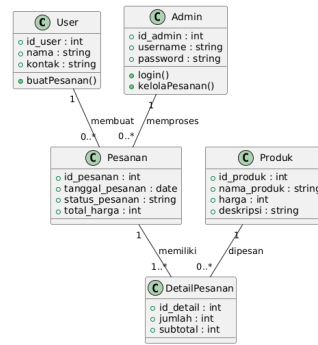 C User
+ id_user : int
+ nama : string
+ kontak : string
+ buatPesanan()
C Admin
+ id_admin : int
+ username : string
+ password : string
+ login()
+ kelolaPesanan()
1
1
membuat
memproses
0..*
0..*
C Pesanan
+ id_pesanan : int
+ tanggal_pesanan : date
+ status_pesanan : string
+ total_harga : int
C Produk
+ id_produk : int
+ nama_produk : string
+ harga : int
+ deskripsi : string
1
1
memiliki
dipesan
1..*
0..*
C DetailPesanan
+ id_detail : int
+ jumlah : int
+ subtotal : int